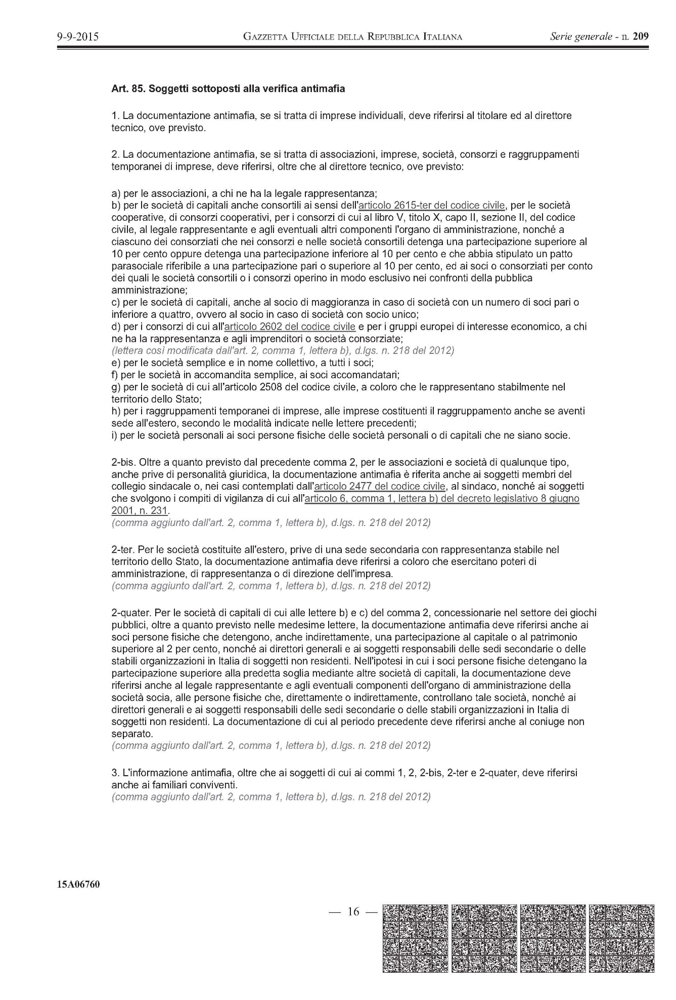 9-9-2015 GAZZETTA UFFICIALE DELLA REPUBBLICA ITALIANA Serie generale - n. 209
Art. 85. Soggetti sottoposti alla verifica antimafia
1. La documentazione antimafia, se si tratta di imprese individuali, deve riferirsi al titolare ed al direttore
tecnico, ove previsto.
2. La documentazione antimafia, se si tratta di associazioni, imprese, società, consorzi e raggruppamenti
temporanei di imprese, deve riferirsi, oltre che al direttore tecnico, ove previsto:
a) per le associazioni, a chi ne ha la legale rappresentanza;
b) per le società di capitali anche consortili ai sensi dell'articolo 2615-ter del codice civile, per le società
cooperative, di consorzi cooperativi, per i consorzi di cui al libro V, titolo X, capo II, sezione II, del codice
civile, al legale rappresentante e agli eventuali altri componenti l'organo di amministrazione, nonché a
ciascuno dei consorziati che nei consorzi e nelle società consortili detenga una partecipazione superiore al
10 per cento oppure detenga una partecipazione inferiore al 10 per cento e che abbia stipulato un patto
parasociale riferibile a una partecipazione pari o superiore al 10 per cento, ed ai soci o consorziati per conto
dei quali le società consortili o i consorzi operino in modo esclusivo nei confronti della pubblica
amministrazione;
c) per le società di capitali, anche al socio di maggioranza in caso di società con un numero di soci pari o
inferiore a quattro, ovvero al socio in caso di società con socio unico;
d) per i consorzi di cui all'articolo 2602 del codice civile e per i gruppi europei di interesse economico, a chi
ne ha la rappresentanza e agli imprenditori o società consorziate;
(lettera così modificata dall'art. 2, comma 1, lettera b), d.lgs. n. 218 del 2012)
e) per le società semplice e in nome collettivo, a tutti i soci;
f) per le società in accomandita semplice, ai soci accomandatari;
g) per le società di cui all'articolo 2508 del codice civile, a coloro che le rappresentano stabilmente nel
territorio dello Stato;
h) per i raggruppamenti temporanei di imprese, alle imprese costituenti il raggruppamento anche se aventi
sede all'estero, secondo le modalità indicate nelle lettere precedenti;
i) per le società personali ai soci persone fisiche delle società personali o di capitali che ne siano socie.
2-bis. Oltre a quanto previsto dal precedente comma 2, per le associazioni e società di qualunque tipo,
anche prive di personalità giuridica, la documentazione antimafia è riferita anche ai soggetti membri del
collegio sindacale o, nei casi contemplati dall'articolo 2477 del codice civile, al sindaco, nonché ai soggetti
che svolgono i compiti di vigilanza di cui all'articolo 6, comma 1, lettera b) del decreto legislativo 8 giugno
2001, n. 231.
(comma aggiunto dall'art. 2, comma 1, lettera b), d.lgs. n. 218 del 2012)
2-ter. Per le società costituite all'estero, prive di una sede secondaria con rappresentanza stabile nel
territorio dello Stato, la documentazione antimafia deve riferirsi a coloro che esercitano poteri di
amministrazione, di rappresentanza o di direzione dell'impresa.
(comma aggiunto dall'art. 2, comma 1, lettera b), d.lgs. n. 218 del 2012)
2-quater. Per le società di capitali di cui alle lettere b) e c) del comma 2, concessionarie nel settore dei giochi
pubblici, oltre a quanto previsto nelle medesime lettere, la documentazione antimafia deve riferirsi anche ai
soci persone fisiche che detengono, anche indirettamente, una partecipazione al capitale o al patrimonio
superiore al 2 per cento, nonché ai direttori generali e ai soggetti responsabili delle sedi secondarie o delle
stabili organizzazioni in Italia di soggetti non residenti. Nell'ipotesi in cui i soci persone fisiche detengano la
partecipazione superiore alla predetta soglia mediante altre società di capitali, la documentazione deve
riferirsi anche al legale rappresentante e agli eventuali componenti dell'organo di amministrazione della
società socia, alle persone fisiche che, direttamente o indirettamente, controllano tale società, nonché ai
direttori generali e ai soggetti responsabili delle sedi secondarie o delle stabili organizzazioni in Italia di
soggetti non residenti. La documentazione di cui al periodo precedente deve riferirsi anche al coniuge non
separato.
(comma aggiunto dall'art. 2, comma 1, lettera b), d.lgs. n. 218 del 2012)
3. L'informazione antimafia, oltre che ai soggetti di cui ai commi 1, 2, 2-bis, 2-ter e 2-quater, deve riferirsi
anche ai familiari conviventi.
(comma aggiunto dall'art. 2, comma 1, lettera b), d.lgs. n. 218 del 2012)
15A06760
— 16 —